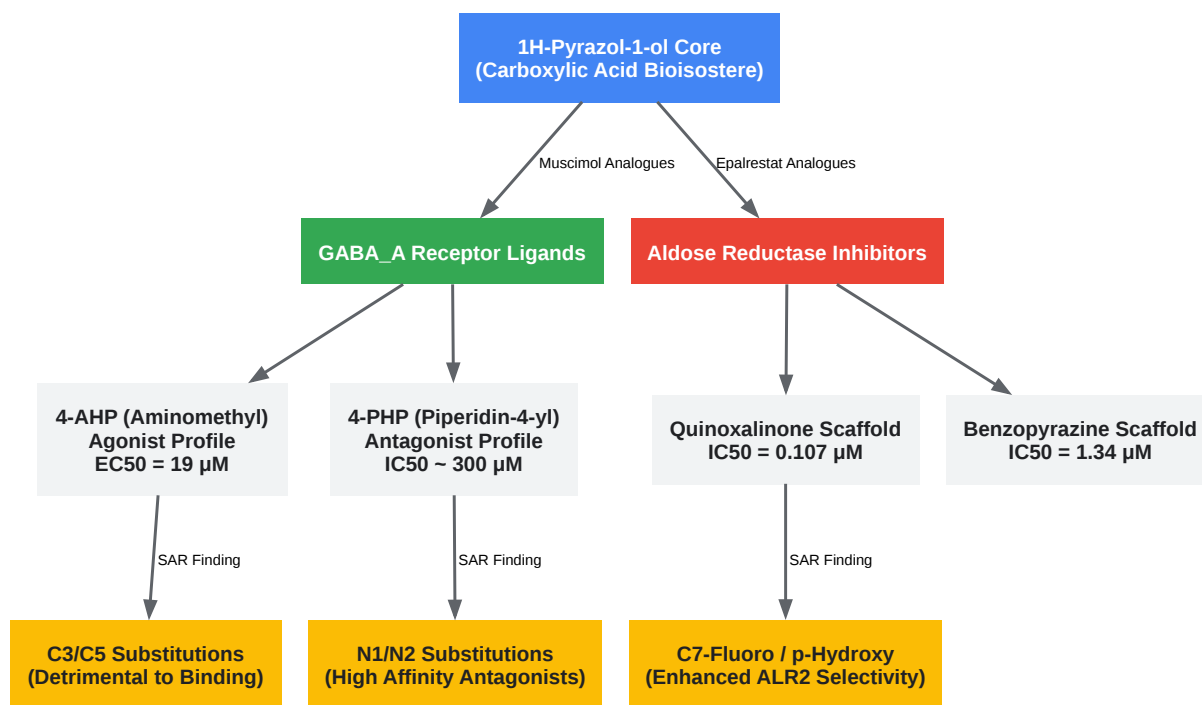 1H-Pyrazol-1-ol Core
(Carboxylic Acid Bioisostere)
Muscimol Analogues
Epalrestat Analogues
GABA_A Receptor Ligands
Aldose Reductase Inhibitors
4-AHP (Aminomethyl)
Agonist Profile
EC50 = 19 μM
4-PHP (Piperidin-4-yl)
Antagonist Profile
IC50 ~ 300 μM
Quinoxalinone Scaffold
IC50 = 0.107 μM
Benzopyrazine Scaffold
IC50 = 1.34 μM
SAR Finding
SAR Finding
SAR Finding
C3/C5 Substitutions
(Detrimental to Binding)
N1/N2 Substitutions
(High Affinity Antagonists)
C7-Fluoro / p-Hydroxy
(Enhanced ALR2 Selectivity)